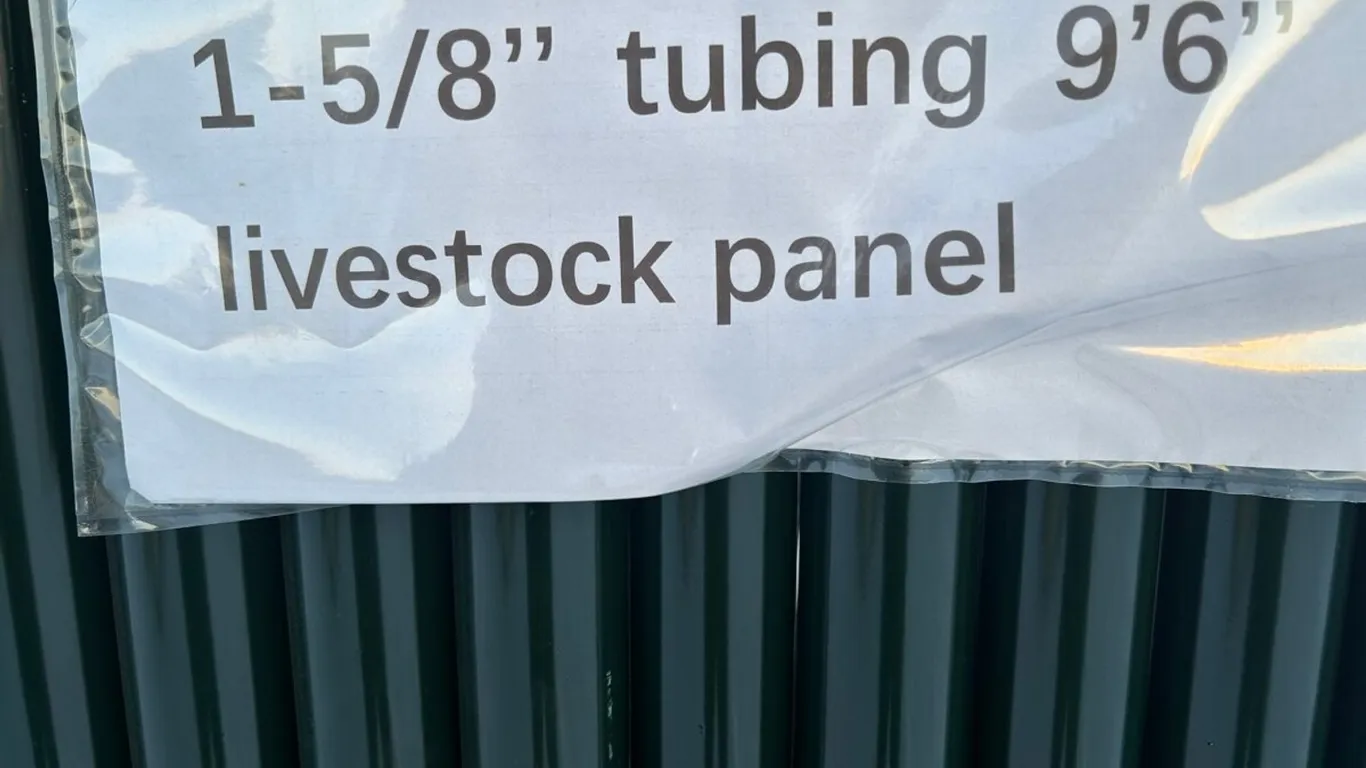 1-5/8’’ tubing 9’6’’
livestock panel